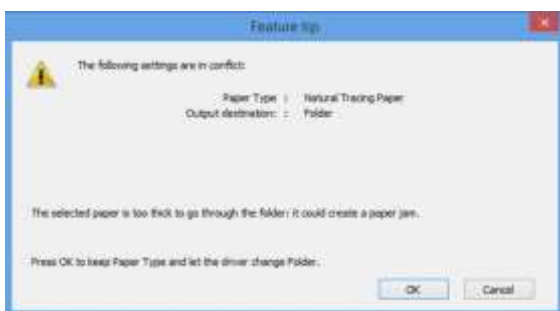 Feature tip
The following settings are in conflict:
Paper Type : Natural Tracing Paper
Output destination: : Folder
The selected paper is too thick to go through the folder: it could create a paper jam.
Press OK to keep Paper Type and let the driver change Folder.
OK Cancel